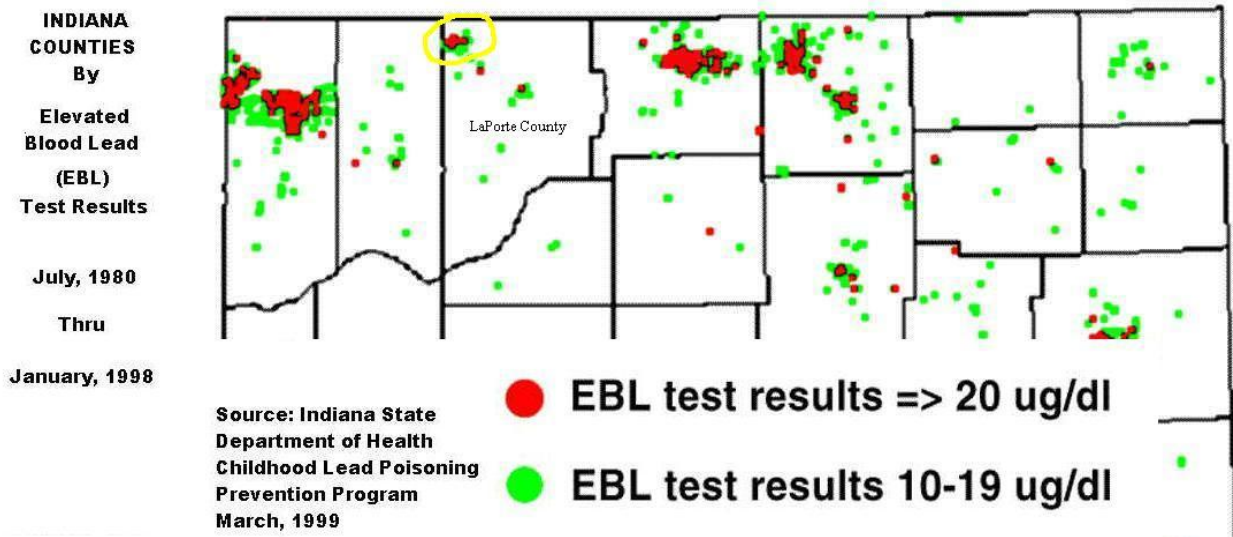 INDIANA
COUNTIES
By
Elevated
Blood Lead
(EBL)
Test Results
July, 1980
Thru
January, 1998
LaPorte County
Source: Indiana State
Department of Health
Childhood Lead Poisoning
Prevention Program
March, 1999
EBL test results => 20 ug/dl
EBL test results 10-19 ug/dl